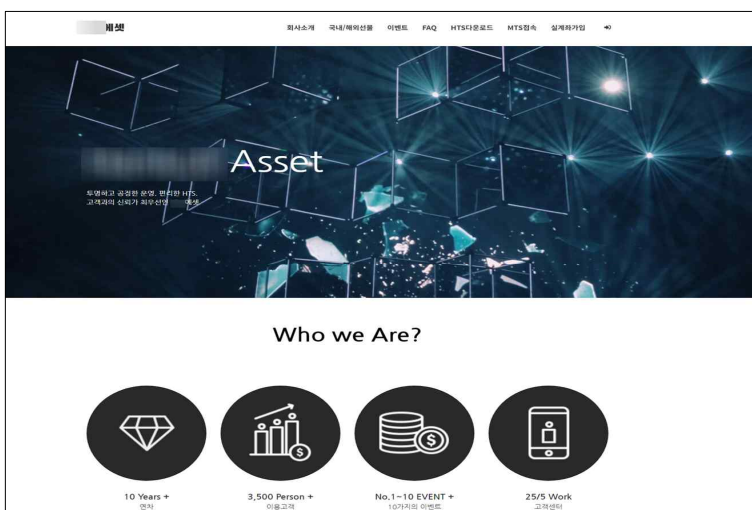 에셋
회사소개 국내/해외선물 이벤트 FAQ HTS다운로드 MTS접속 실계좌가입
Asset
투명하고 공정한 운영. 편리한 HTS.
고객과의 신뢰가 최우선인 에셋
Who we Are?
10 Years +
연차
3,500 Person +
이용고객
No.1-10 EVENT +
10가지의 이벤트
25/5 Work
고객센터